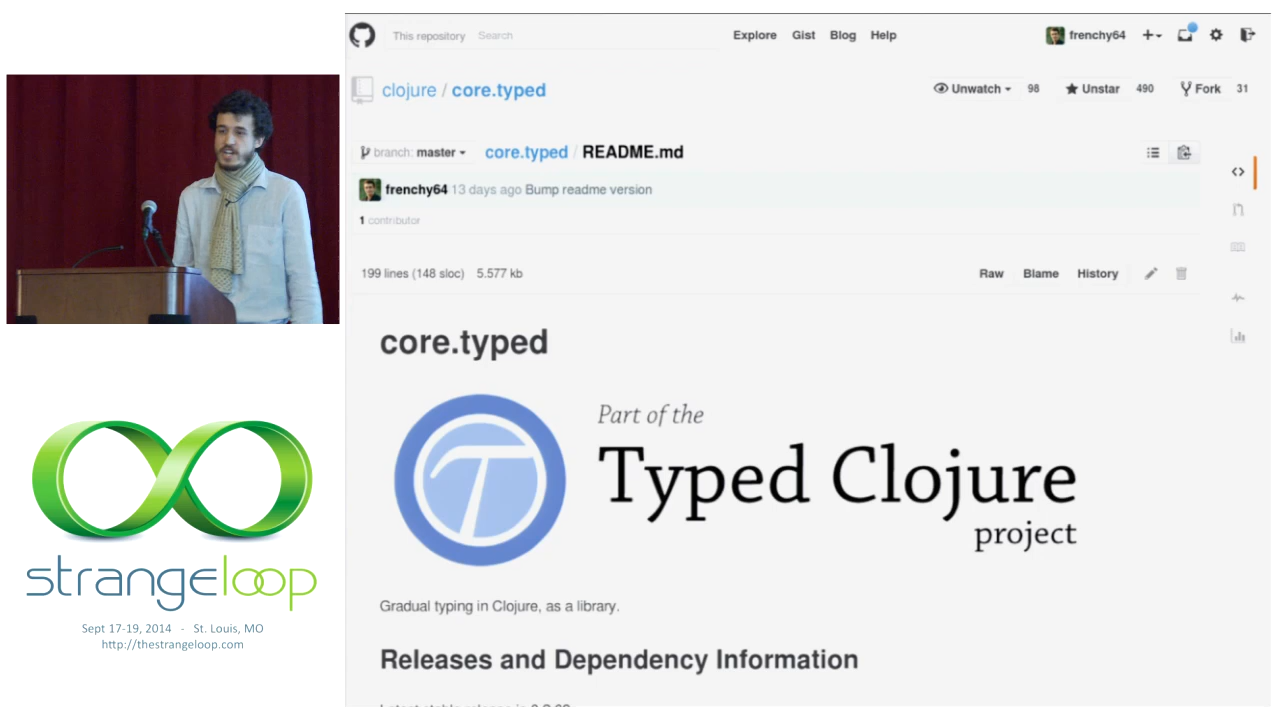 This repository Search
Explore Gist Blog Help
frenchy64
clojure / core.typed
Unwatch 98
Unstar 490
Fork 31
branch: master
core.typed / README.md
frenchy64 13 days ago Bump readme version
1 contributor
199 lines (148 sloc) 5.577 kb
Raw Blame History
core.typed
Part of the
Typed Clojure
project
Gradual typing in Clojure, as a library.
Releases and Dependency Information
strangeloop
Sept 17-19, 2014 - St. Louis, MO
http://thestrangeloop.com